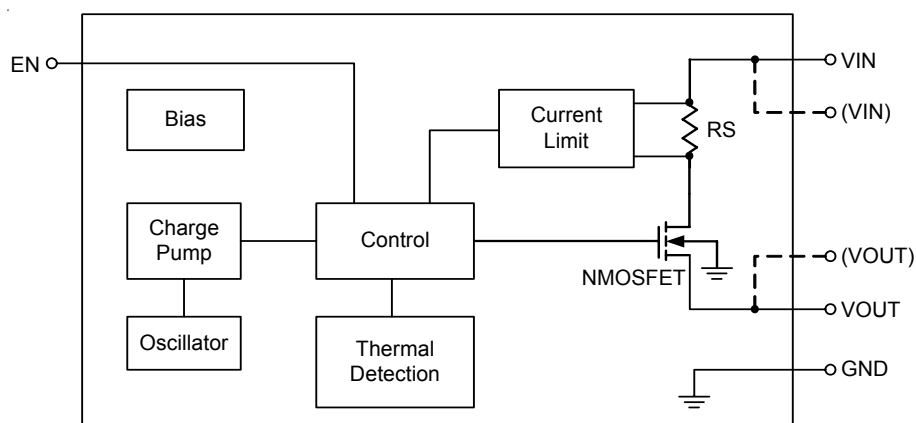 EN
VIN
(VIN)
Bias
Current
Limit
RS
Charge
Pump
Control
NMOSFET
(VOUT)
VOUT
Oscillator
Thermal
Detection
GND